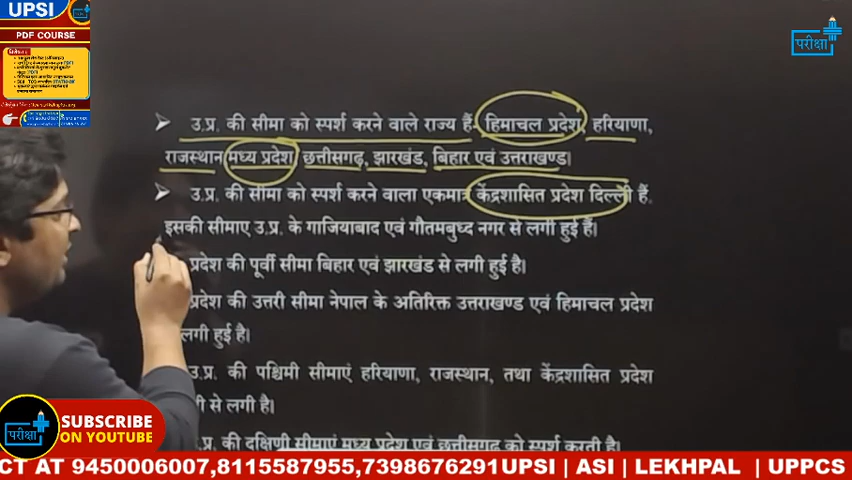 UPSI
PDF COURSE
परीक्षा
➤ उ.प्र. की सीमा को स्पर्श करने वाले राज्य हैं- हिमाचल प्रदेश, हरियाणा,
राजस्थान मध्य प्रदेश छत्तीसगढ़, झारखंड, बिहार एवं उत्तराखण्ड।
➤ उ.प्र. की सीमा को स्पर्श करने वाला एकमात्र केंद्रशासित प्रदेश दिल्ली हैं.
इसकी सीमाए उ.प्र. के गाजियाबाद एवं गौतमबुध्द नगर से लगी हुई हैं।
प्रदेश की पूर्वी सीमा बिहार एवं झारखंड से लगी हुई है।
प्रदेश की उत्तरी सीमा नेपाल के अतिरिक्त उत्तराखण्ड एवं हिमाचल प्रदेश
लगी हुई है।
उ.प्र. की पश्चिमी सीमाएं हरियाणा, राजस्थान, तथा केंद्रशासित प्रदेश
से लगी है।
.प्र. की दक्षिणी सीमाएं मध्य प्रदेश एवं छत्तीसगढ़ को स्पर्श करती है।
परीक्षा
SUBSCRIBE
ON YOUTUBE
CT AT 9450006007,8115587955,7398676291UPSI | ASI | LEKHPAL | UPPCS